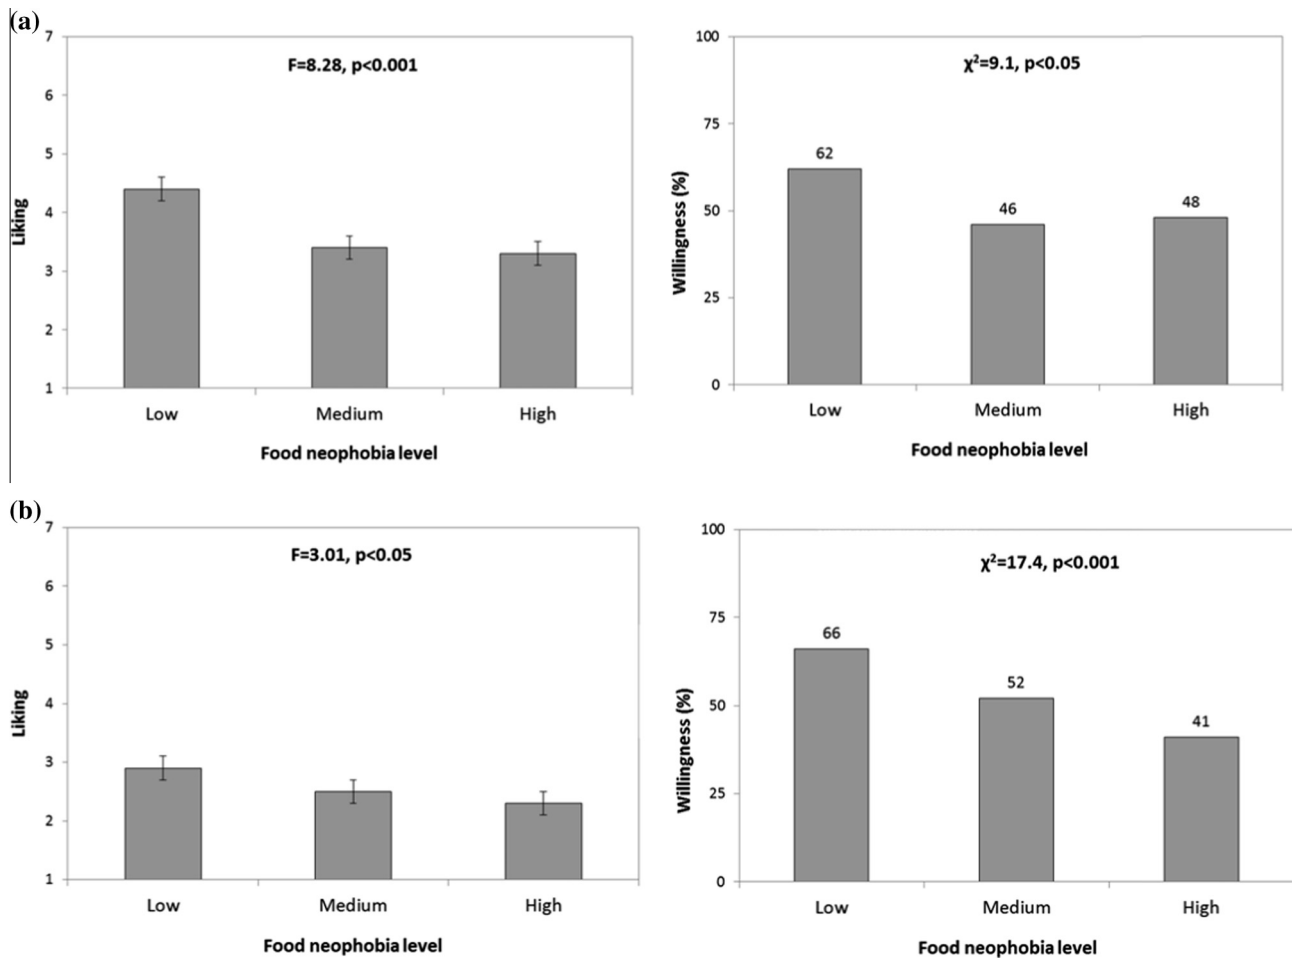 (a)
F=8.28, p<0.001
Liking
7
6
5
4
3
2
1
Low Medium High
Food neophobia level
χ²=9.1, p<0.05
Willingness (%)
100
75
50
25
0
62
46
48
Low Medium High
Food neophobia level
(b)
F=3.01, p<0.05
Liking
7
6
5
4
3
2
1
Low Medium High
Food neophobia level
χ²=17.4, p<0.001
Willingness (%)
100
75
50
25
0
66
52
41
Low Medium High
Food neophobia level